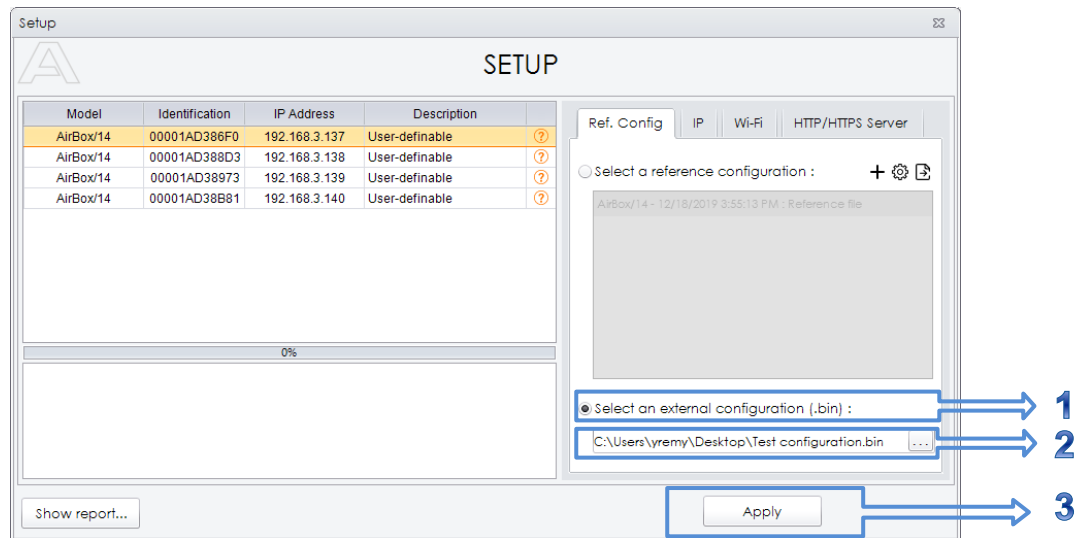 Setup
SETUP
Model Identification IP Address Description
AirBox/14 00001AD386F0 192.168.3.137 User-definable ?
AirBox/14 00001AD388D3 192.168.3.138 User-definable ?
AirBox/14 00001AD38973 192.168.3.139 User-definable ?
AirBox/14 00001AD38B81 192.168.3.140 User-definable ?
0%
Ref. Config IP Wi-Fi HTTP/HTTPS Server
Select a reference configuration :
AirBox/14 - 12/18/2019 3:55:13 PM : Reference file
Select an external configuration (.bin) :
1
C:\Users\yremy\Desktop\Test configuration.bin ...
2
Show report...
Apply
3